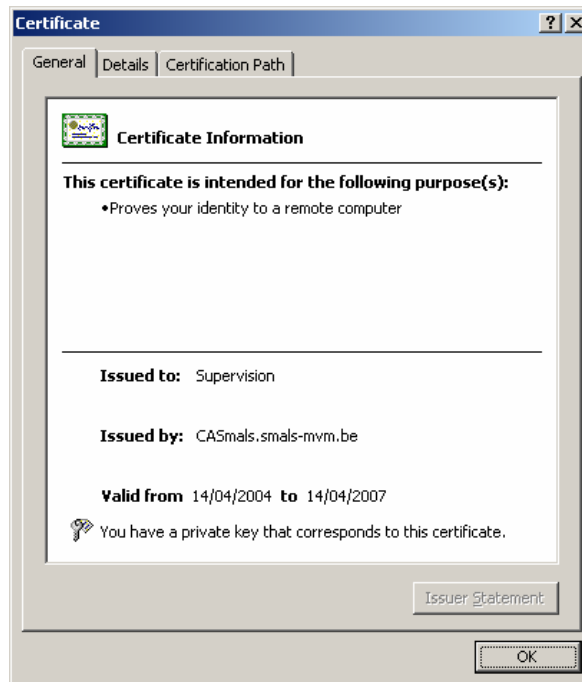 Certificate
General Details Certification Path
Certificate Information
This certificate is intended for the following purpose(s):
•Proves your identity to a remote computer
Issued to: Supervision
Issued by: CASmals.smals-mvm.be
Valid from 14/04/2004 to 14/04/2007
You have a private key that corresponds to this certificate.
Issuer Statement
OK